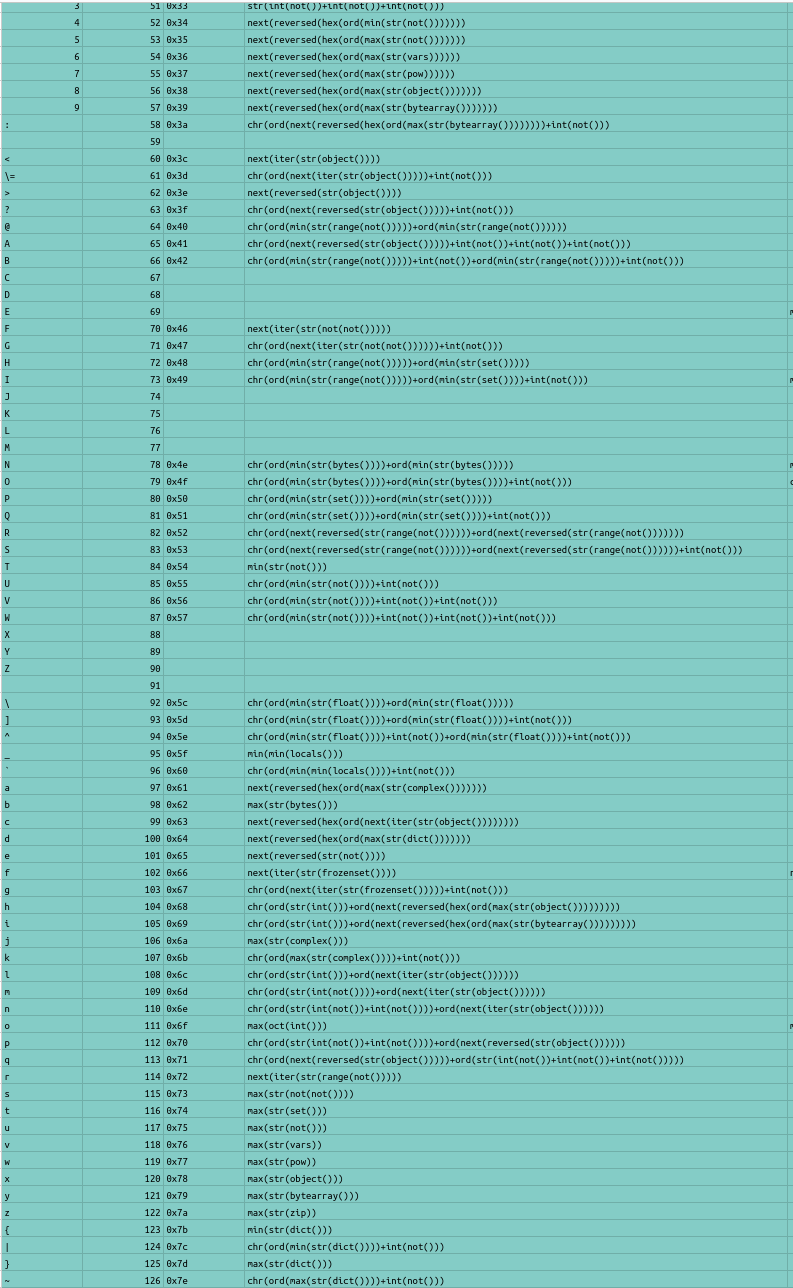 3 51 0x33 str(int(not())+int(not())+int(not()))
4 52 0x34 next(reversed(hex(ord(min(str(not()))))))
5 53 0x35 next(reversed(hex(ord(max(str(not()))))))
6 54 0x36 next(reversed(hex(ord(max(str(vars))))))
7 55 0x37 next(reversed(hex(ord(max(str(pow))))))
8 56 0x38 next(reversed(hex(ord(max(str(object()))))))
9 57 0x39 next(reversed(hex(ord(max(str(bytearray()))))))
: 58 0x3a chr(ord(next(reversed(hex(ord(max(str(bytearray())))))))+int(not()))
59
< 60 0x3c next(iter(str(object())))
\= 61 0x3d chr(ord(next(iter(str(object()))))+int(not()))
> 62 0x3e next(reversed(str(object())))
? 63 0x3f chr(ord(next(reversed(str(object()))))+int(not()))
@ 64 0x40 chr(ord(min(str(range(not()))))+ord(min(str(range(not())))))
A 65 0x41 chr(ord(next(reversed(str(object()))))+int(not())+int(not())+int(not()))
B 66 0x42 chr(ord(min(str(range(not()))))+int(not())+ord(min(str(range(not()))))+int(not()))
C 67
D 68
E 69
F 70 0x46 next(iter(str(not(not()))))
G 71 0x47 chr(ord(next(iter(str(not(not())))))+int(not()))
H 72 0x48 chr(ord(min(str(range(not()))))+ord(min(str(set()))))
I 73 0x49 chr(ord(min(str(range(not()))))+ord(min(str(set())))+int(not()))
J 74
K 75
L 76
M 77
N 78 0x4e chr(ord(min(str(bytes())))+ord(min(str(bytes()))))
O 79 0x4f chr(ord(min(str(bytes())))+ord(min(str(bytes())))+int(not()))
P 80 0x50 chr(ord(min(str(set())))+ord(min(str(set()))))
Q 81 0x51 chr(ord(min(str(set())))+ord(min(str(set())))+int(not()))
R 82 0x52 chr(ord(next(reversed(str(range(not())))))+ord(next(reversed(str(range(not()))))))
S 83 0x53 chr(ord(next(reversed(str(range(not())))))+ord(next(reversed(str(range(not())))))+int(not()))
T 84 0x54 min(str(not()))
U 85 0x55 chr(ord(min(str(not())))+int(not()))
V 86 0x56 chr(ord(min(str(not())))+int(not())+int(not()))
W 87 0x57 chr(ord(min(str(not())))+int(not())+int(not())+int(not()))
X 88
Y 89
Z 90
91
\ 92 0x5c chr(ord(min(str(float())))+ord(min(str(float()))))
] 93 0x5d chr(ord(min(str(float())))+ord(min(str(float())))+int(not()))
^ 94 0x5e chr(ord(min(str(float())))+int(not())+ord(min(str(float())))+int(not()))
_ 95 0x5f min(min(locals()))
` 96 0x60 chr(ord(min(min(locals())))+int(not()))
a 97 0x61 next(reversed(hex(ord(max(str(complex()))))))
b 98 0x62 max(str(bytes()))
c 99 0x63 next(reversed(hex(ord(next(iter(str(object())))))))
d 100 0x64 next(reversed(hex(ord(max(str(dict()))))))
e 101 0x65 next(reversed(str(not())))
f 102 0x66 next(iter(str(frozenset())))
g 103 0x67 chr(ord(next(iter(str(frozenset()))))+int(not()))
h 104 0x68 chr(ord(str(int()))+ord(next(reversed(hex(ord(max(str(object()))))))))
i 105 0x69 chr(ord(str(int()))+ord(next(reversed(hex(ord(max(str(bytearray()))))))))
j 106 0x6a max(str(complex()))
k 107 0x6b chr(ord(max(str(complex())))+int(not()))
l 108 0x6c chr(ord(str(int()))+ord(next(iter(str(object())))))
m 109 0x6d chr(ord(str(int(not())))+ord(next(iter(str(object())))))
n 110 0x6e chr(ord(str(int(not())+int(not())))+ord(next(iter(str(object())))))
o 111 0x6f max(oct(int()))
p 112 0x70 chr(ord(str(int(not())+int(not())))+ord(next(reversed(str(object())))))
q 113 0x71 chr(ord(next(reversed(str(object()))))+ord(str(int(not())+int(not())+int(not()))))
r 114 0x72 next(iter(str(range(not()))))
s 115 0x73 max(str(not(not())))
t 116 0x74 max(str(set()))
u 117 0x75 max(str(not()))
v 118 0x76 max(str(vars))
w 119 0x77 max(str(pow))
x 120 0x78 max(str(object()))
y 121 0x79 max(str(bytearray()))
z 122 0x7a max(str(zip))
{ 123 0x7b min(str(dict()))
| 124 0x7c chr(ord(min(str(dict())))+int(not()))
} 125 0x7d max(str(dict()))
~ 126 0x7e chr(ord(max(str(dict())))+int(not()))